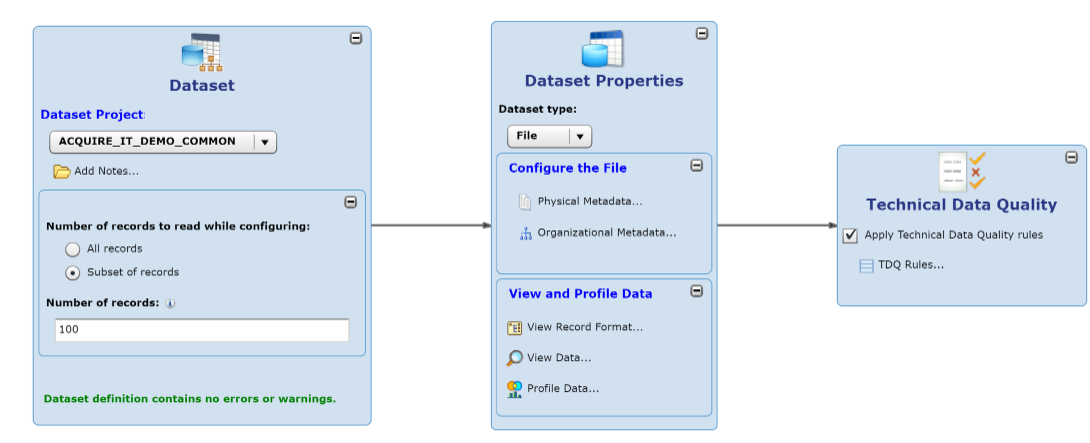 Dataset
Dataset Project:
ACQUIRE_IT_DEMO_COMMON
Add Notes...
Number of records to read while configuring:
All records
Subset of records
Number of records:
100
Dataset definition contains no errors or warnings.
Dataset Properties
Dataset type:
File
Configure the File
Physical Metadata...
Organizational Metadata...
View and Profile Data
View Record Format...
View Data...
Profile Data...
Technical Data Quality
Apply Technical Data Quality rules
TDQ Rules...